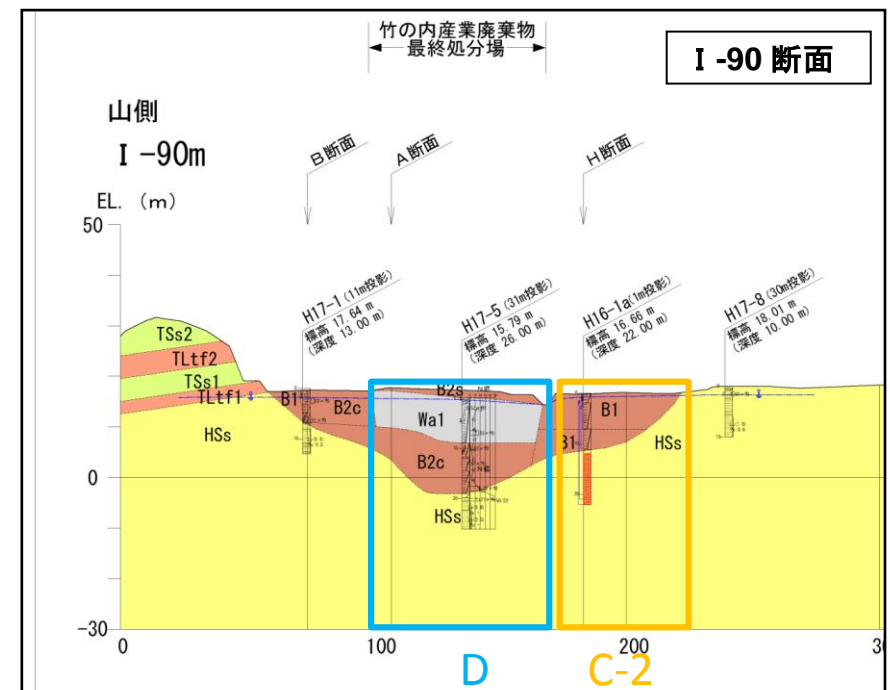 竹の内産業廃棄物
最終処分場
Ⅰ-90 断面
山側
Ⅰ-90m
B断面
A断面
H断面
EL. (m)
50
H17-1 (11m投影)
標高 17.64 m
(深度 13.00 m)
H17-5 (31m投影)
標高 15.79 m
(深度 26.00 m)
H16-1a(1m投影)
標高 16.66 m
(深度 22.00 m)
H17-8 (30m投影)
標高 18.01 m
(深度 10.00 m)
TSs2
TLtf2
TSs1
TLtf1
B1
B2c
B2s
Wa1
B1
HSs
B1
HSs
B2c
0
HSs
-30
0
100
200
D
C-2